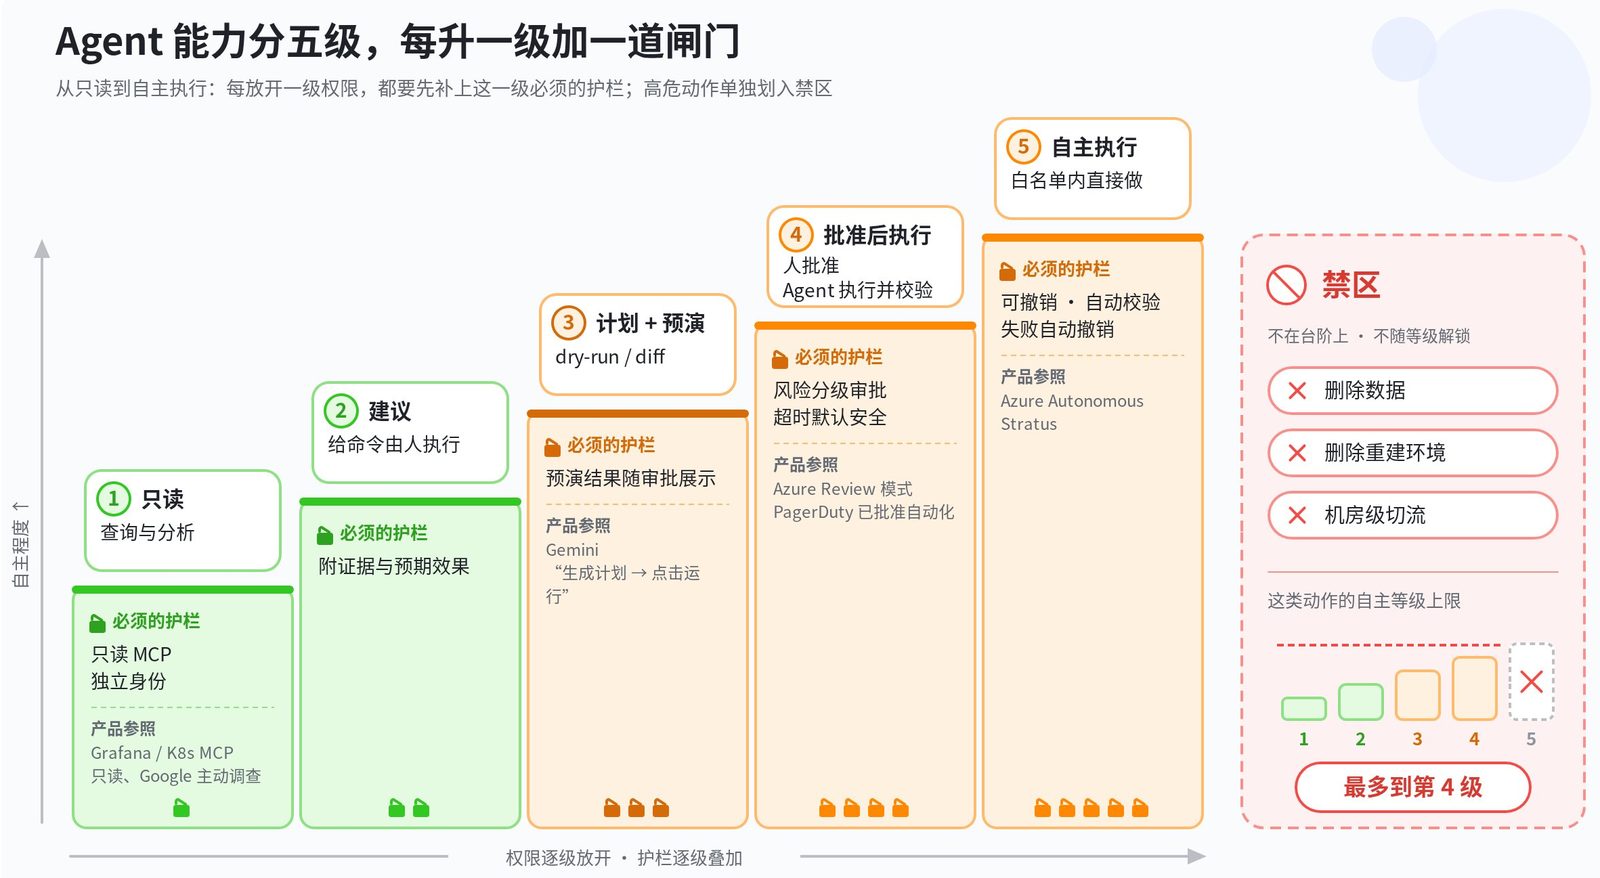 Agent 能力分五级，每升一级加一道闸门
从只读到自主执行：每放开一级权限，都要先补上这一级必须的护栏；高危动作单独划入禁区
自主程度 ↑
1 只读
查询与分析
必须的护栏
只读 MCP
独立身份
产品参照
Grafana / K8s MCP
只读、Google 主动调查
2 建议
给命令由人执行
必须的护栏
附证据与预期效果
3 计划 + 预演
dry-run / diff
必须的护栏
预演结果随审批展示
产品参照
Gemini
“生成计划 → 点击运
行”
4 批准后执行
人批准
Agent 执行并校验
必须的护栏
风险分级审批
超时默认安全
产品参照
Azure Review 模式
PagerDuty 已批准自动化
5 自主执行
白名单内直接做
必须的护栏
可撤销 · 自动校验
失败自动撤销
产品参照
Azure Autonomous
Stratus
权限逐级放开 · 护栏逐级叠加
禁区
不在台阶上 · 不随等级解锁
删除数据
删除重建环境
机房级切流
这类动作的自主等级上限
1 2 3 4 5
最多到第 4 级